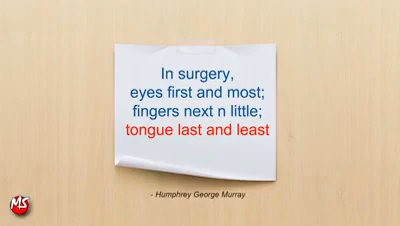 In surgery,
eyes first and most;
fingers next n little;
tongue last and least
- Humphrey George Murray
MS